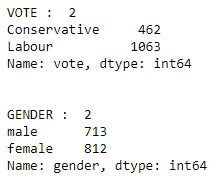 VOTE :  2
Conservative     462
Labour          1063
Name: vote, dtype: int64
GENDER :  2
male      713
female    812
Name: gender, dtype: int64